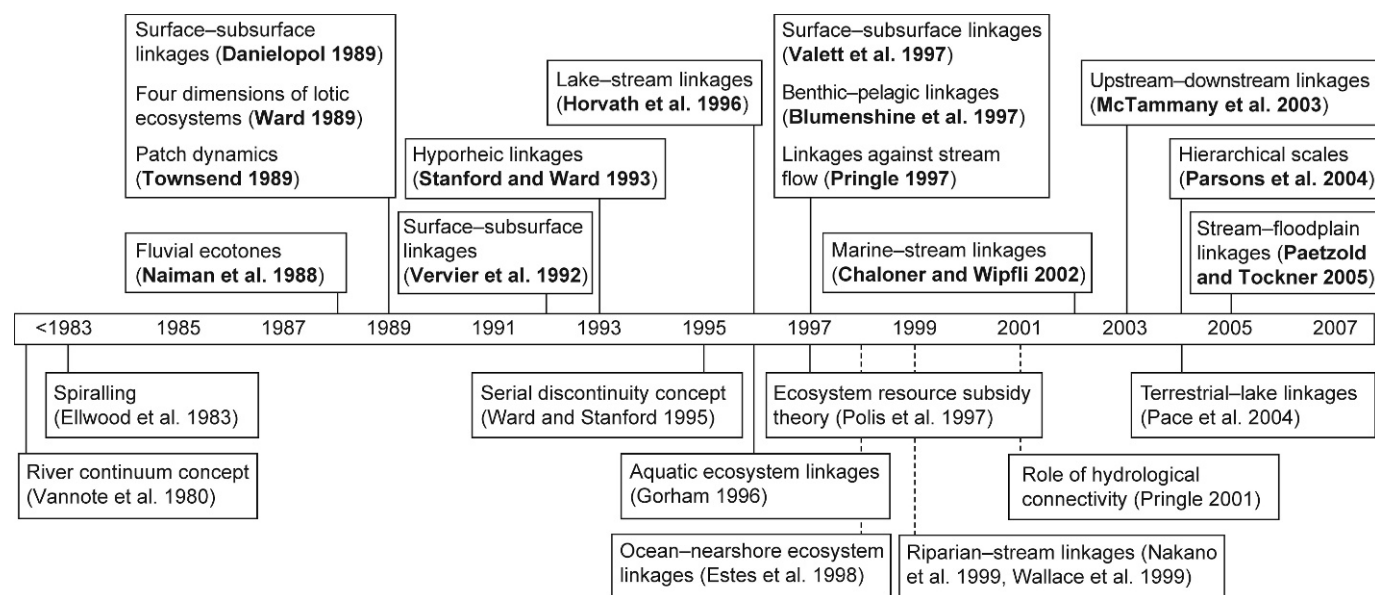 Surface–subsurface
linkages (Danielopol 1989)
Four dimensions of lotic
ecosystems (Ward 1989)
Patch dynamics
(Townsend 1989)
Fluvial ecotones
(Naiman et al. 1988)
Hyporheic linkages
(Stanford and Ward 1993)
Surface–subsurface
linkages
(Vervier et al. 1992)
Lake–stream linkages
(Horvath et al. 1996)
Surface–subsurface linkages
(Valett et al. 1997)
Benthic–pelagic linkages
(Blumenshine et al. 1997)
Linkages against stream
flow (Pringle 1997)
Marine–stream linkages
(Chaloner and Wipfli 2002)
Upstream–downstream linkages
(McTammany et al. 2003)
Hierarchical scales
(Parsons et al. 2004)
Stream–floodplain
linkages (Paetzold
and Tockner 2005)
<1983 1985 1987 1989 1991 1993 1995 1997 1999 2001 2003 2005 2007
Spiralling
(Ellwood et al. 1983)
River continuum concept
(Vannote et al. 1980)
Serial discontinuity concept
(Ward and Stanford 1995)
Aquatic ecosystem linkages
(Gorham 1996)
Ocean–nearshore ecosystem
linkages (Estes et al. 1998)
Ecosystem resource subsidy
theory (Polis et al. 1997)
Riparian–stream linkages (Nakano
et al. 1999, Wallace et al. 1999)
Role of hydrological
connectivity (Pringle 2001)
Terrestrial–lake linkages
(Pace et al. 2004)